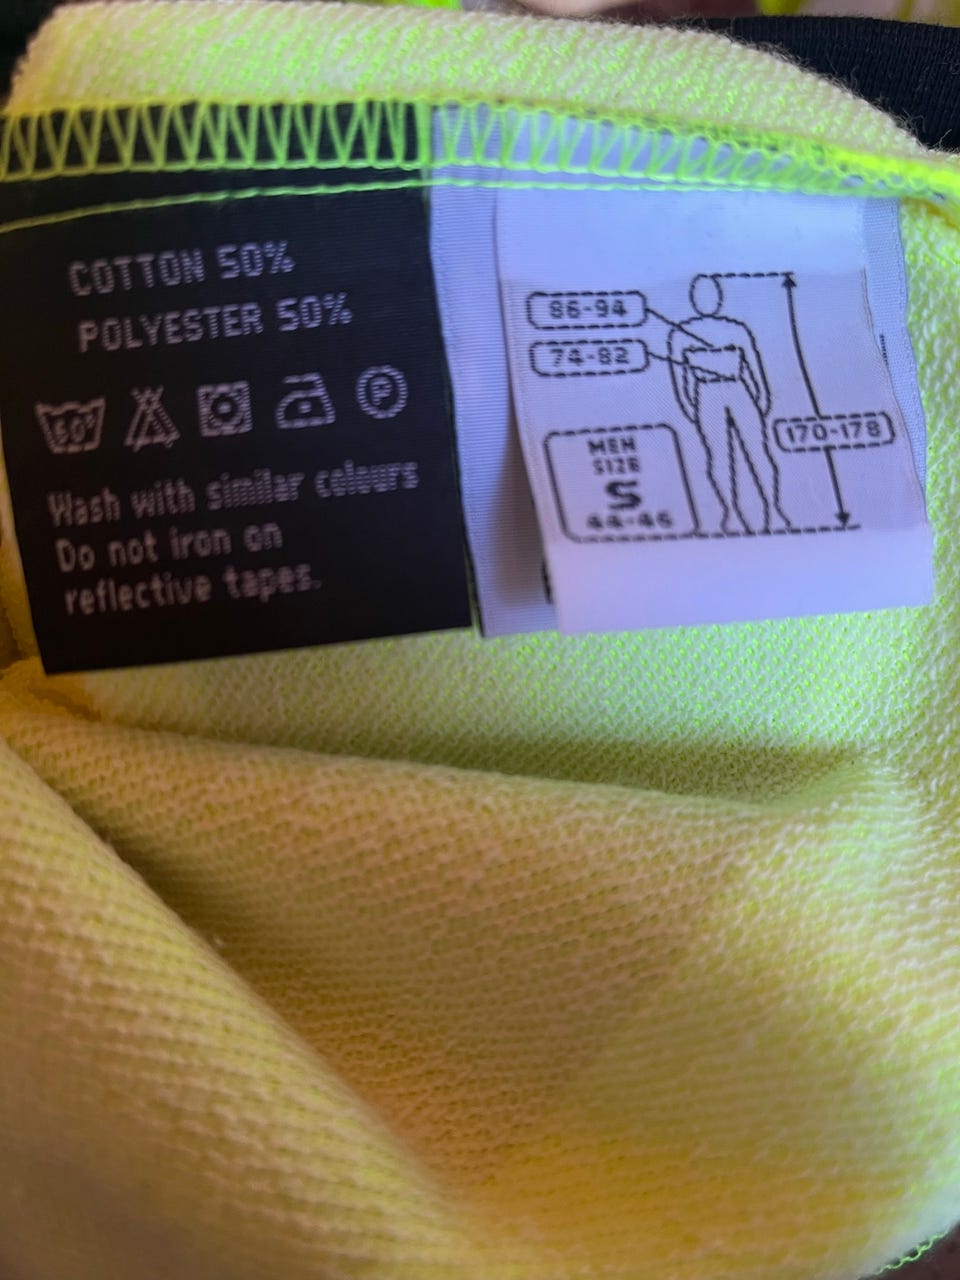 COTTON 50%
POLYESTER 50%
60°
P
Wash with similar colours
Do not iron on
reflective tapes.
86-94
74-82
170-178
MEN
SIZE
S
44-46